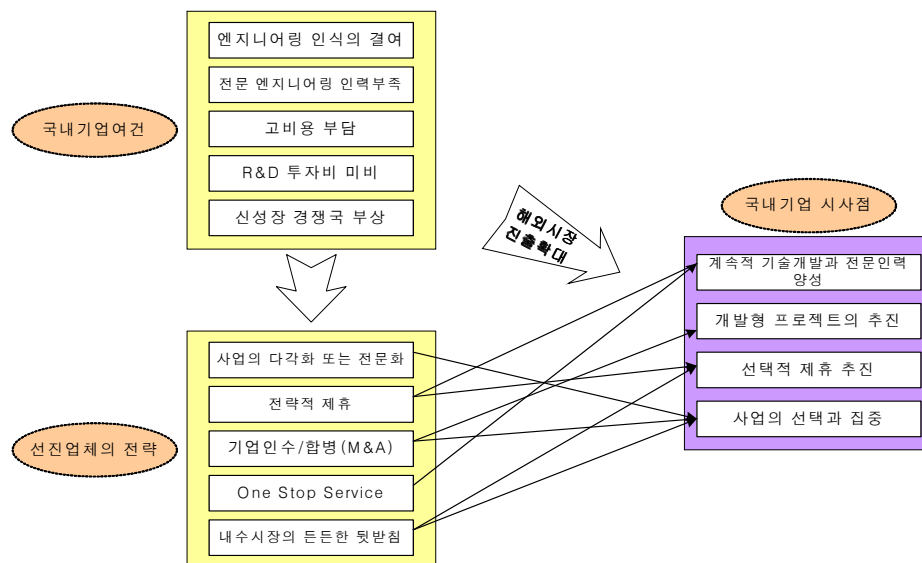 국내기업여건
엔지니어링 인식의 결여
전문 엔지니어링 인력부족
고비용 부담
R&D 투자비 미비
신성장 경쟁국 부상
해외시장
진출확대
선진업체의 전략
사업의 다각화 또는 전문화
전략적 제휴
기업인수/합병(M&A)
One Stop Service
내수시장의 든든한 뒷받침
국내기업 시사점
계속적 기술개발과 전문인력
양성
개발형 프로젝트의 추진
선택적 제휴 추진
사업의 선택과 집중